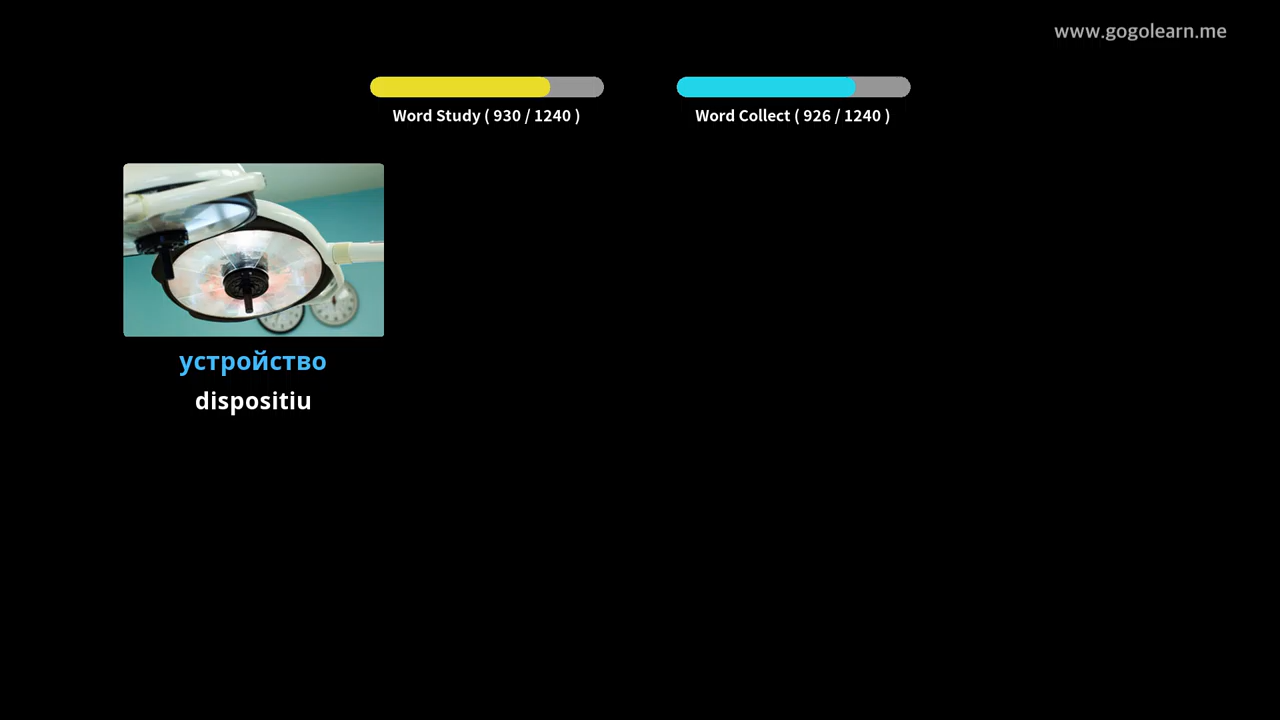 www.gogolearn.me
Word Study ( 930 / 1240 )
Word Collect ( 926 / 1240 )
устройство
dispositiu